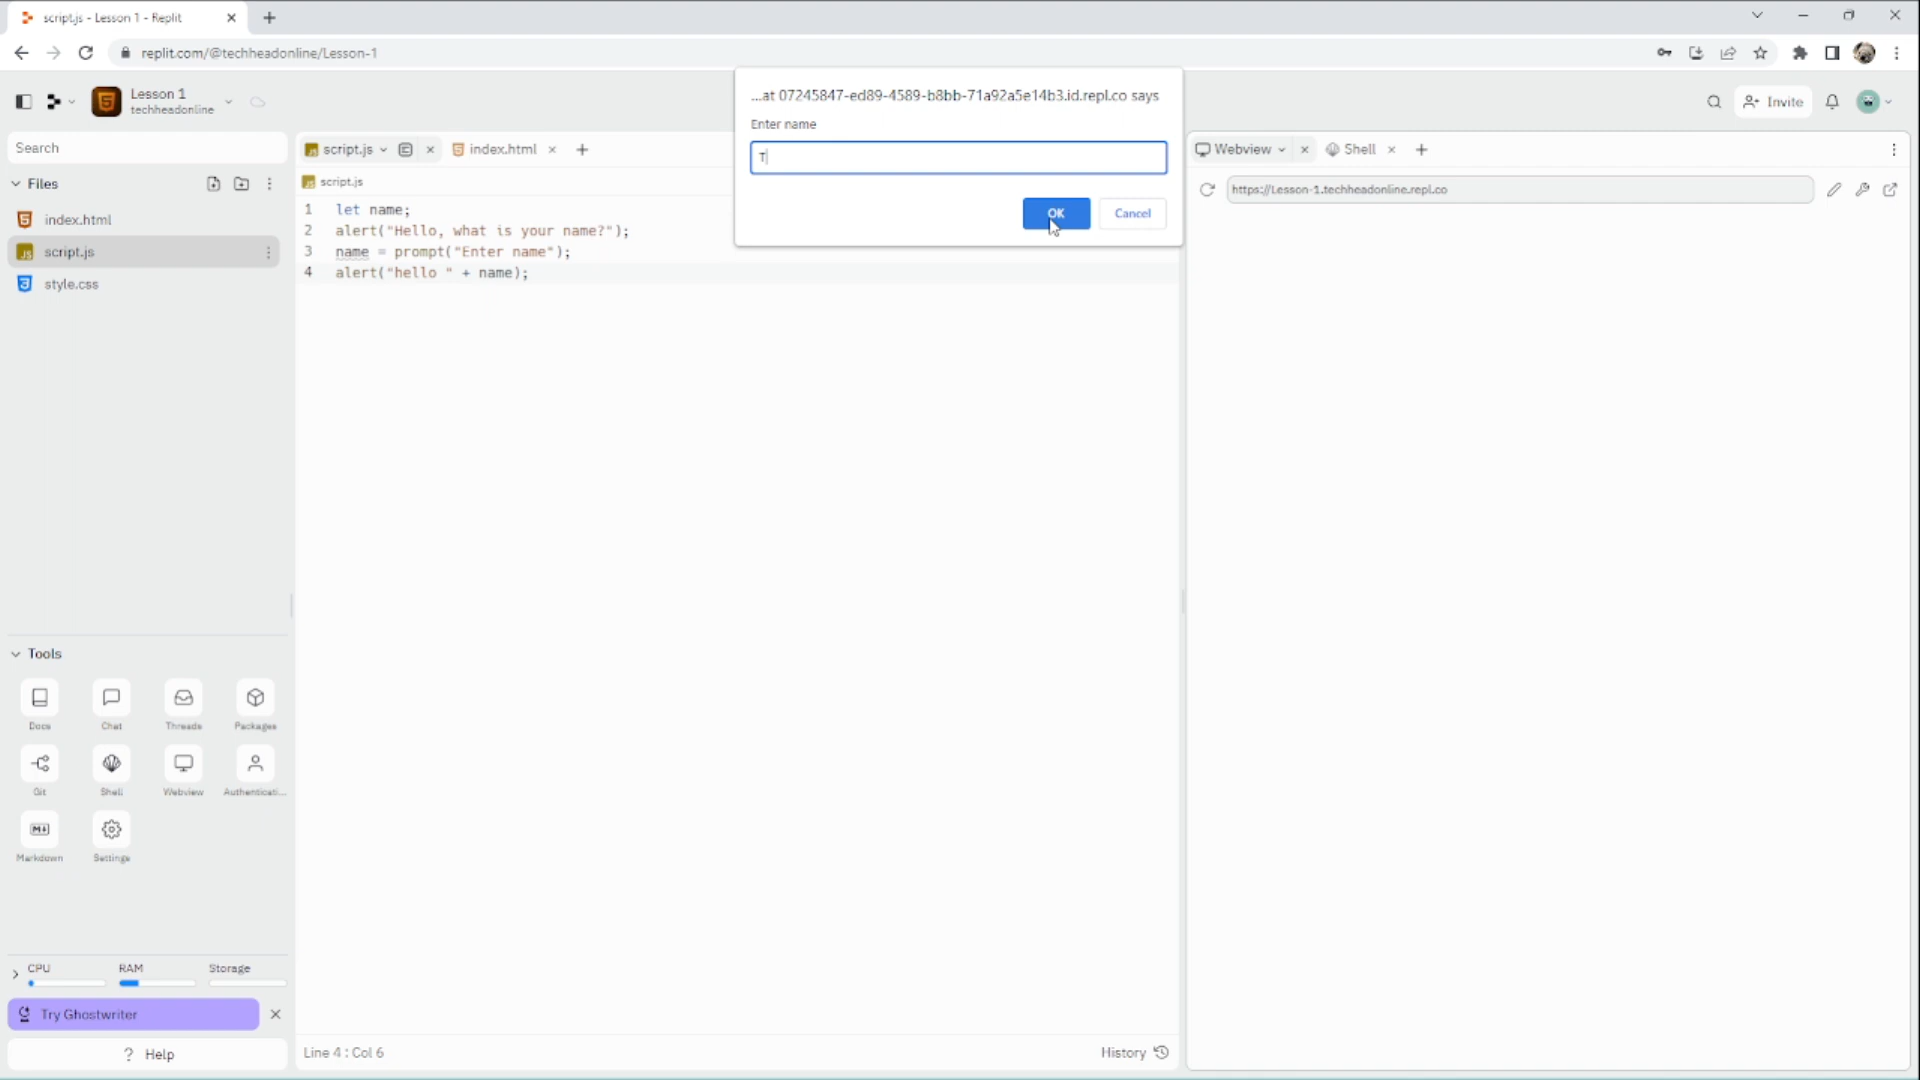 script.js - Lesson 1 - Replit
replit.com/@techheadonline/Lesson-1
Lesson 1
techheadonline
Invite
...at 07245847-ed89-4589-b8bb-71a92a5e14b3.id.repl.co says
Enter name
T
OK
Cancel
Search
Files
index.html
script.js
style.css
script.js
index.html
script.js
1 let name;
2 alert("Hello, what is your name?");
3 name = prompt("Enter name");
4 alert("hello " + name);
Webview
Shell
https://Lesson-1.techheadonline.repl.co
Tools
Docs
Chat
Threads
Packages
Git
Shell
Webview
Authenticati...
Markdown
Settings
CPU
RAM
Storage
Try Ghostwriter
? Help
Line 4 : Col 6
History